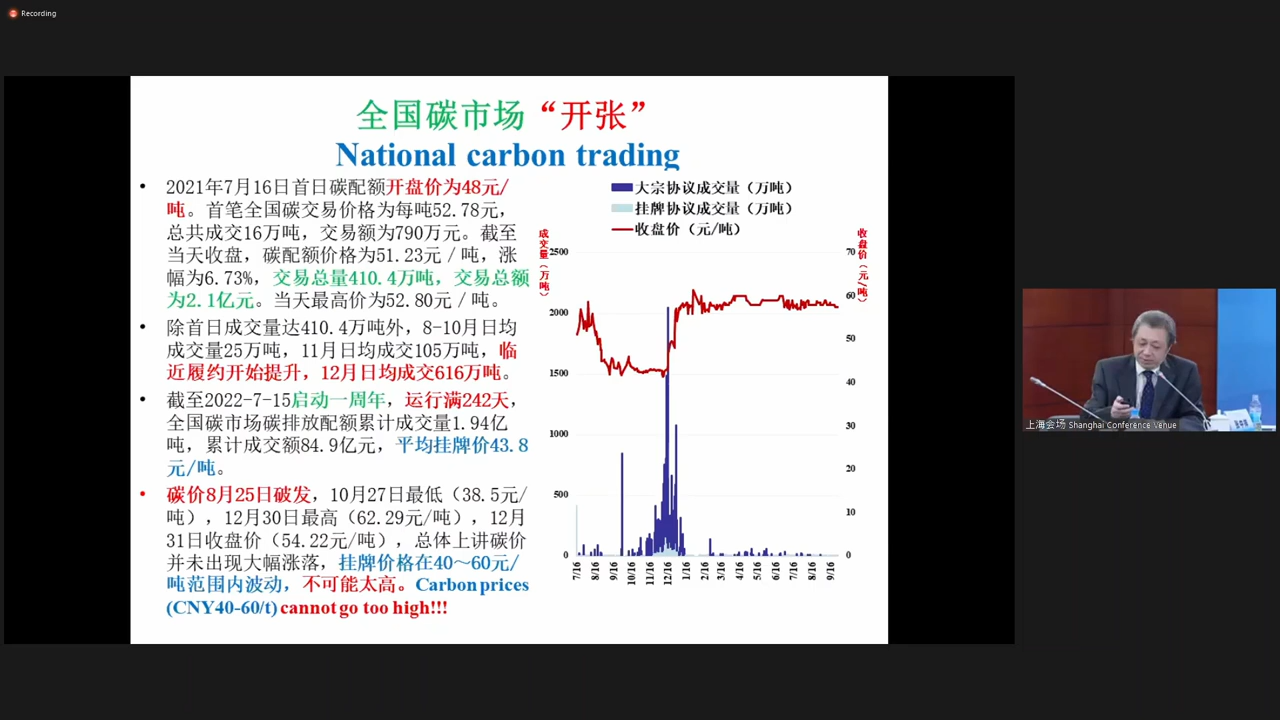 Recording
全国碳市场“开张”
National carbon trading
• 2021年7月16日首日碳配额开盘价为48元/
吨。首笔全国碳交易价格为每吨52.78元，
总共成交16万吨，交易额为790万元。截至
当天收盘，碳配额价格为51.23元／吨，涨
幅为6.73%，交易总量410.4万吨，交易总额
为2.1亿元。当天最高价为52.80元／吨。
• 除首日成交量达410.4万吨外，8-10月日均
成交量25万吨，11月日均成交105万吨，临
近履约开始提升，12月日均成交616万吨。
• 截至2022-7-15启动一周年，运行满242天，
全国碳市场碳排放配额累计成交量1.94亿
吨，累计成交额84.9亿元，平均挂牌价43.8
元/吨。
• 碳价8月25日破发，10月27日最低（38.5元/
吨），12月30日最高（62.29元/吨），12月
31日收盘价（54.22元/吨），总体上讲碳价
并未出现大幅涨落，挂牌价格在40～60元/
吨范围内波动，不可能太高。Carbon prices
(CNY40-60/t) cannot go too high!!!
大宗协议成交量（万吨）
挂牌协议成交量（万吨）
收盘价（元/吨）
成交量（万吨）
2500
2000
1500
1000
500
0
收盘价（元/吨）
70
60
50
40
30
20
10
0
7/16 8/16 9/16 10/16 11/16 12/16 1/16 2/16 3/16 4/16 5/16 6/16 7/16 8/16 9/16
上海会场 Shanghai Conference Venue